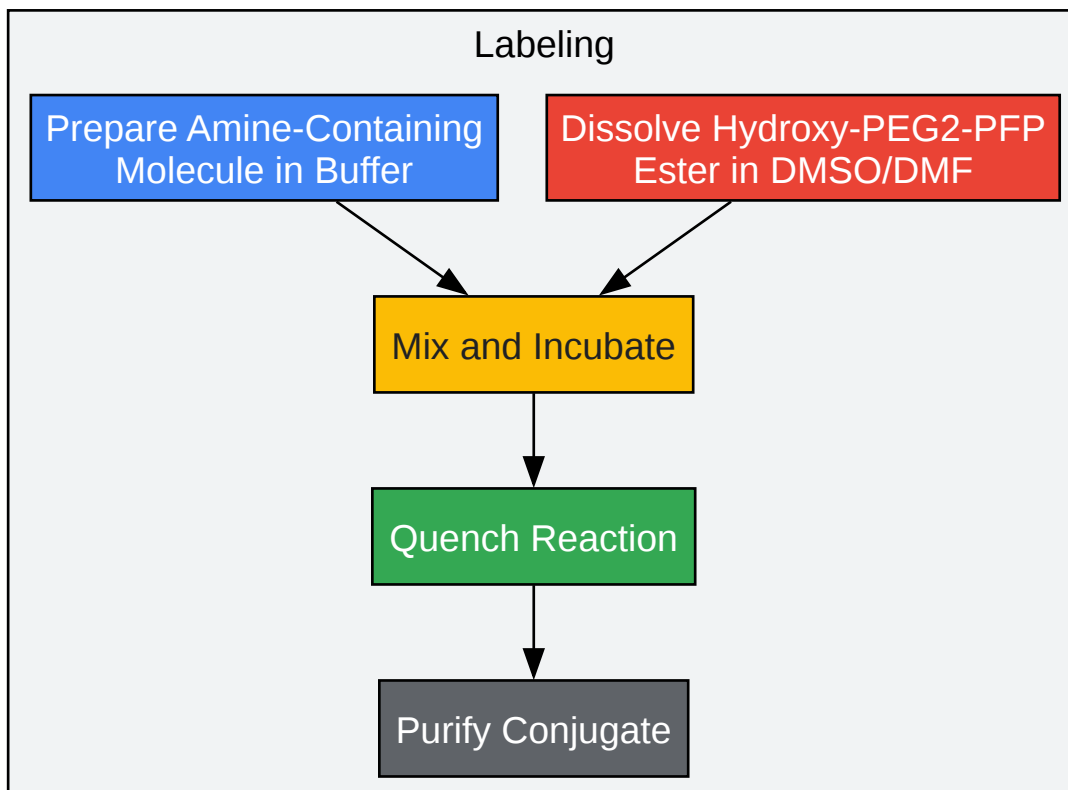 Labeling
Prepare Amine-Containing
Molecule in Buffer
Dissolve Hydroxy-PEG2-PFP
Ester in DMSO/DMF
Mix and Incubate
Quench Reaction
Purify Conjugate